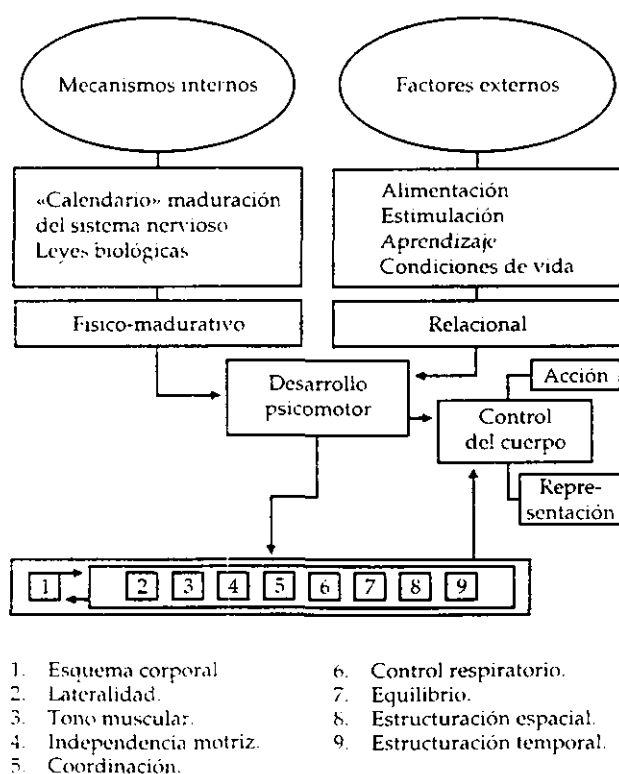 Mecanismos internos
Factores externos
«Calendario» maduración
del sistema nervioso
Leyes biológicas
Alimentación
Estimulación
Aprendizaje
Condiciones de vida
Físico-madurativo
Relacional
Desarrollo
psicomotor
Acción
Control
del cuerpo
Repre-
sentación
1 2 3 4 5 6 7 8 9
1. Esquema corporal
2. Lateralidad.
3. Tono muscular.
4. Independencia motriz.
5. Coordinación.
6. Control respiratorio.
7. Equilibrio.
8. Estructuración espacial.
9. Estructuración temporal.